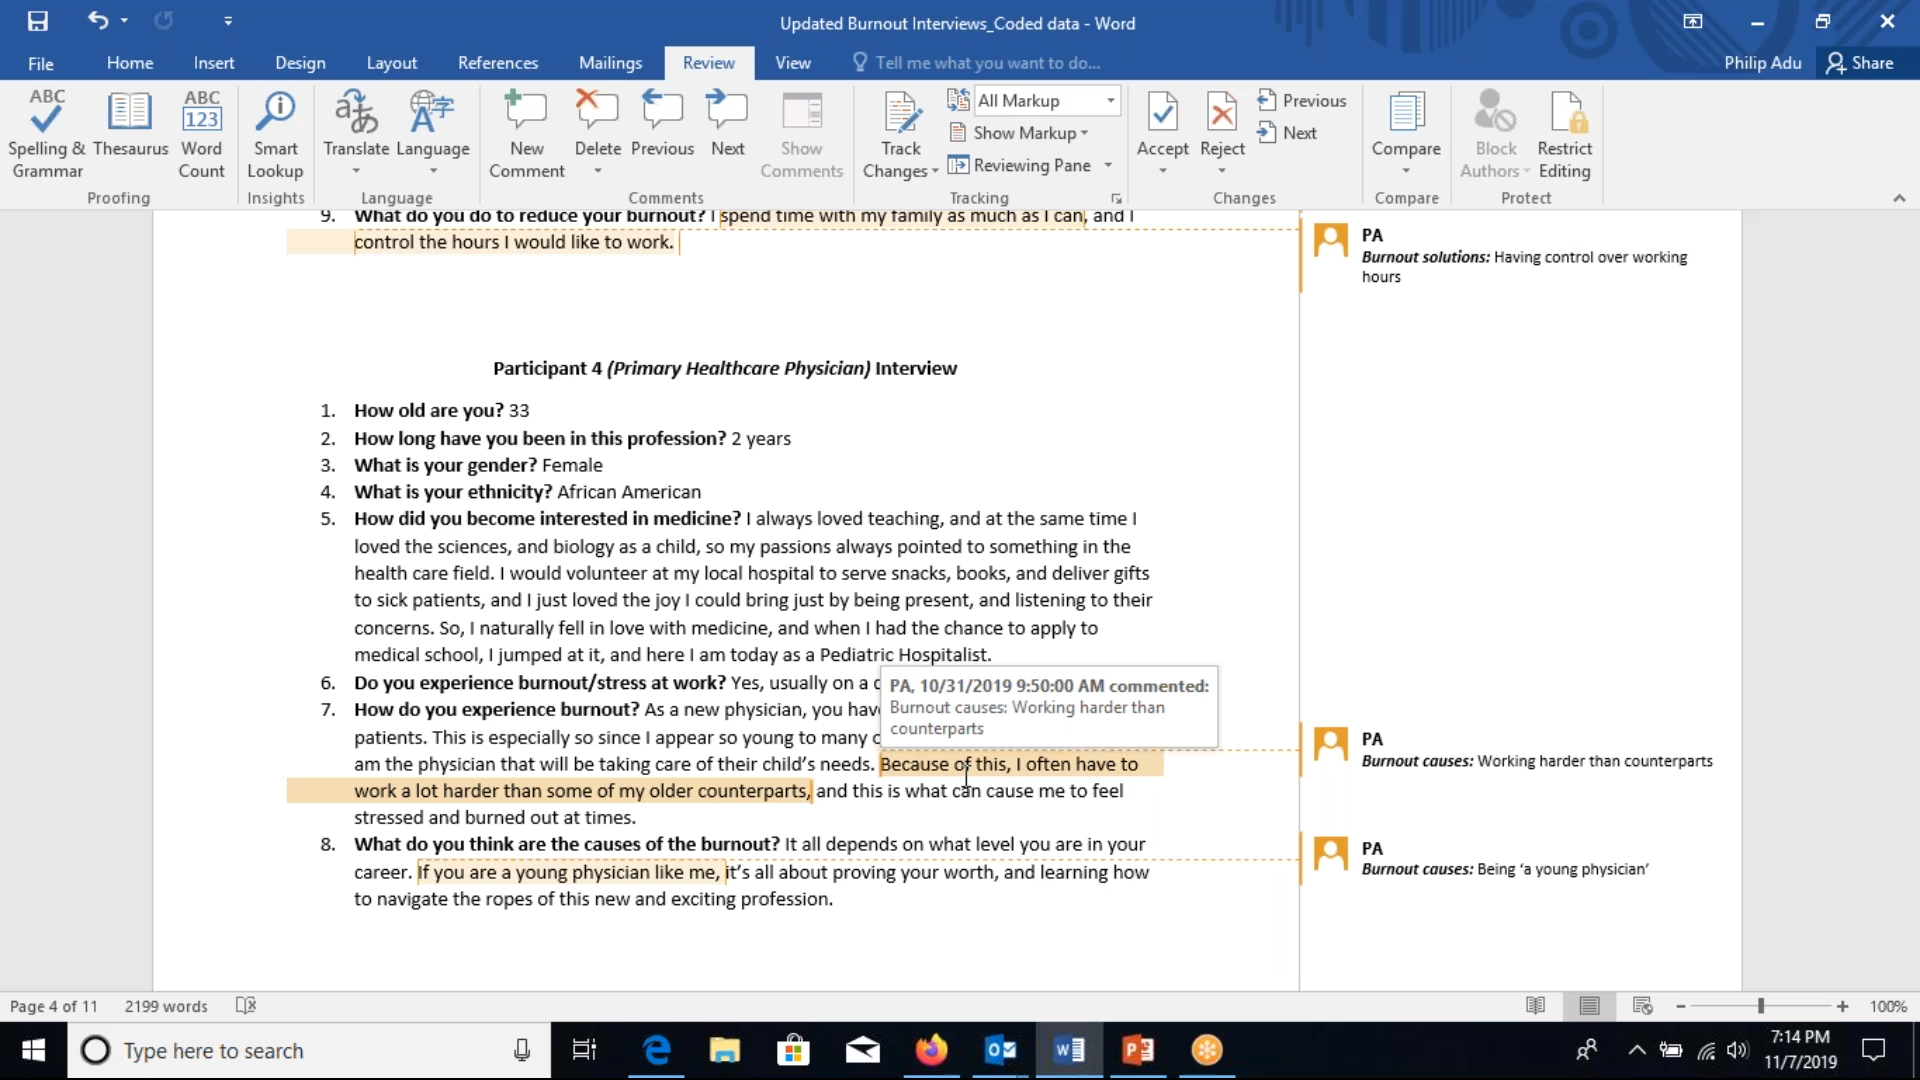 Updated Burnout Interviews_Coded data - Word
File Home Insert Design Layout References Mailings Review View Tell me what you want to do... Philip Adu Share
ABC Spelling & Grammar
Thesaurus
ABC 123 Word Count
Proofing
Smart Lookup
Insights
Translate
Language
Language
New Comment
Delete
Previous
Next
Show Comments
Comments
Track Changes
All Markup
Show Markup
Reviewing Pane
Tracking
Accept
Reject
Previous
Next
Changes
Compare
Compare
Block Authors
Restrict Editing
Protect
9. What do you do to reduce your burnout? I spend time with my family as much as I can, and I
control the hours I would like to work.
PA
Burnout solutions: Having control over working
hours
Participant 4 (Primary Healthcare Physician) Interview
1. How old are you? 33
2. How long have you been in this profession? 2 years
3. What is your gender? Female
4. What is your ethnicity? African American
5. How did you become interested in medicine? I always loved teaching, and at the same time I
loved the sciences, and biology as a child, so my passions always pointed to something in the
health care field. I would volunteer at my local hospital to serve snacks, books, and deliver gifts
to sick patients, and I just loved the joy I could bring just by being present, and listening to their
concerns. So, I naturally fell in love with medicine, and when I had the chance to apply to
medical school, I jumped at it, and here I am today as a Pediatric Hospitalist.
6. Do you experience burnout/stress at work? Yes, usually on a
7. How do you experience burnout? As a new physician, you have
patients. This is especially so since I appear so young to many
am the physician that will be taking care of their child's needs. Because of this, I often have to
work a lot harder than some of my older counterparts, and this is what can cause me to feel
stressed and burned out at times.
8. What do you think are the causes of the burnout? It all depends on what level you are in your
career. If you are a young physician like me, it's all about proving your worth, and learning how
to navigate the ropes of this new and exciting profession.
PA, 10/31/2019 9:50:00 AM commented:
Burnout causes: Working harder than
counterparts
PA
Burnout causes: Working harder than counterparts
PA
Burnout causes: Being ‘a young physician’
Page 4 of 11 2199 words 100%
Type here to search
7:14 PM
11/7/2019